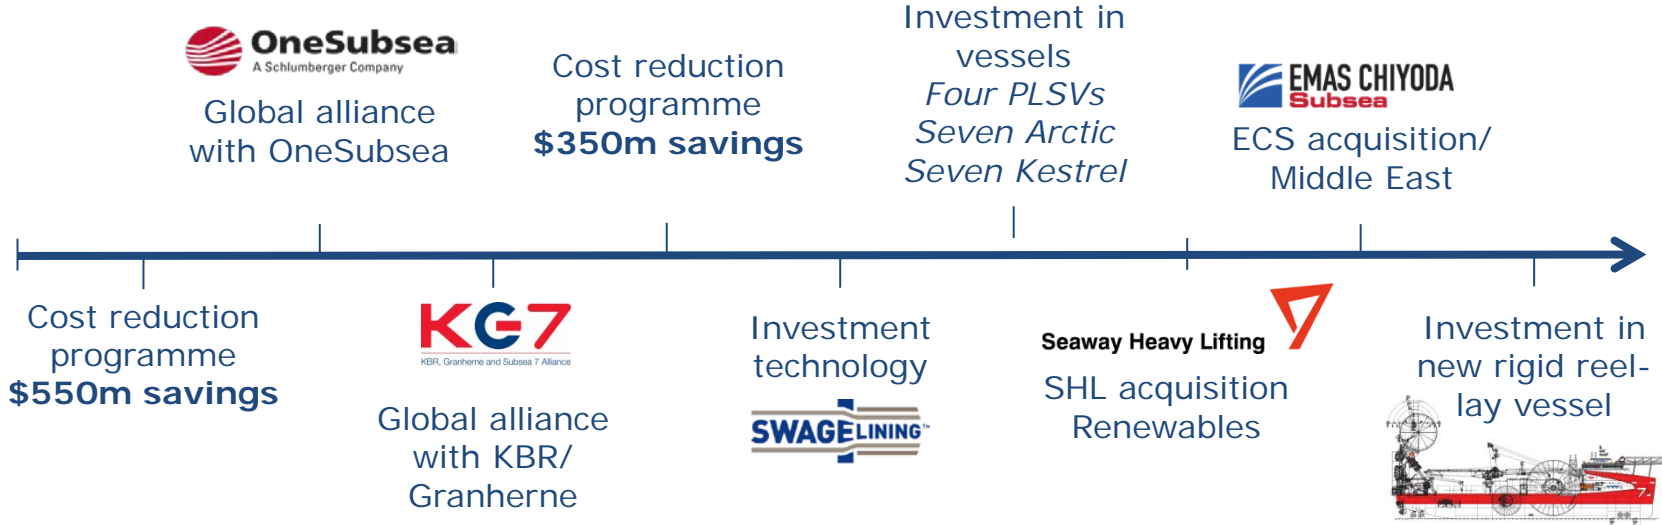 OneSubsea
A Schlumberger Company
Global alliance
with OneSubsea
Cost reduction
programme
$350m savings
Investment in
vessels
Four PLSVs
Seven Arctic
Seven Kestrel
EMAS CHIYODA
Subsea
ECS acquisition/
Middle East
Cost reduction
programme
$550m savings
KG7
KBR, Granherne and Subsea 7 Alliance
Global alliance
with KBR/
Granherne
Investment
technology
SWAGELINING™
Seaway Heavy Lifting
7
SHL acquisition
Renewables
Investment in
new rigid reel-
lay vessel
7